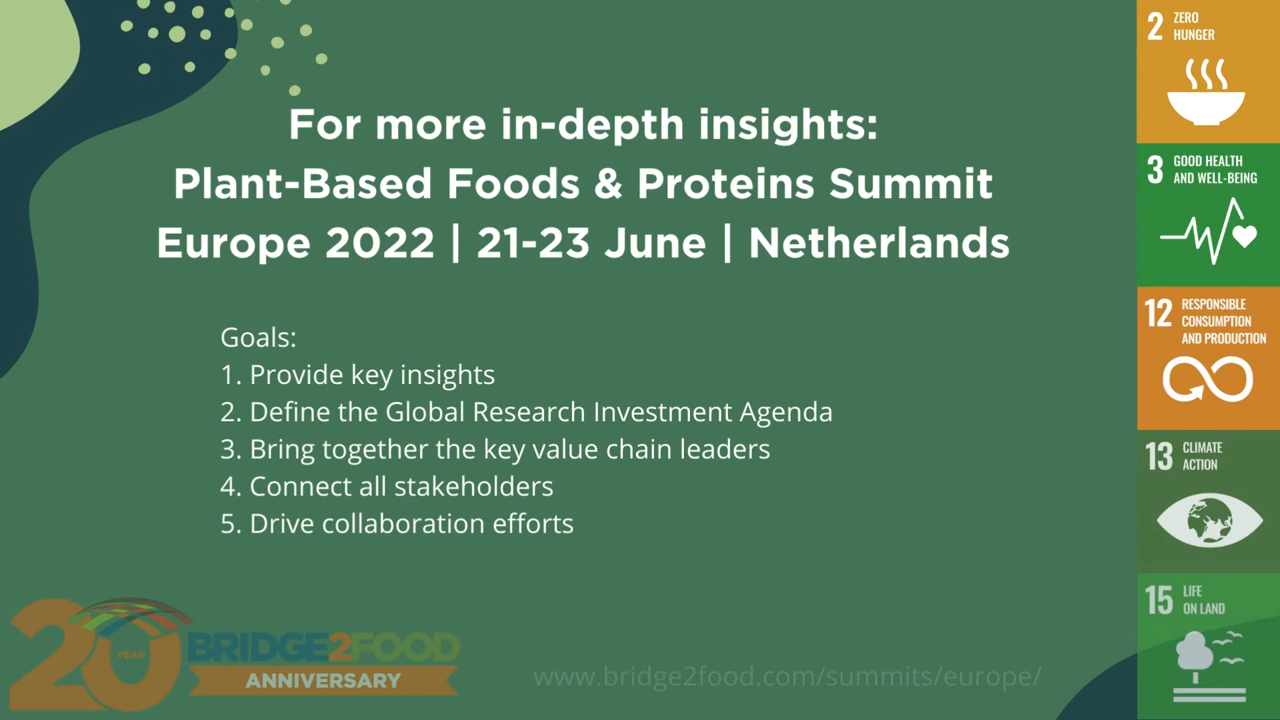 For more in-depth insights:
Plant-Based Foods & Proteins Summit
Europe 2022 | 21-23 June | Netherlands
Goals:
1. Provide key insights
2. Define the Global Research Investment Agenda
3. Bring together the key value chain leaders
4. Connect all stakeholders
5. Drive collaboration efforts
20
YEAR
BRIDGE2FOOD
ANNIVERSARY
www.bridge2food.com/summits/europe/
2 ZERO
HUNGER
3 GOOD HEALTH
AND WELL-BEING
12 RESPONSIBLE
CONSUMPTION
AND PRODUCTION
13 CLIMATE
ACTION
15 LIFE
ON LAND